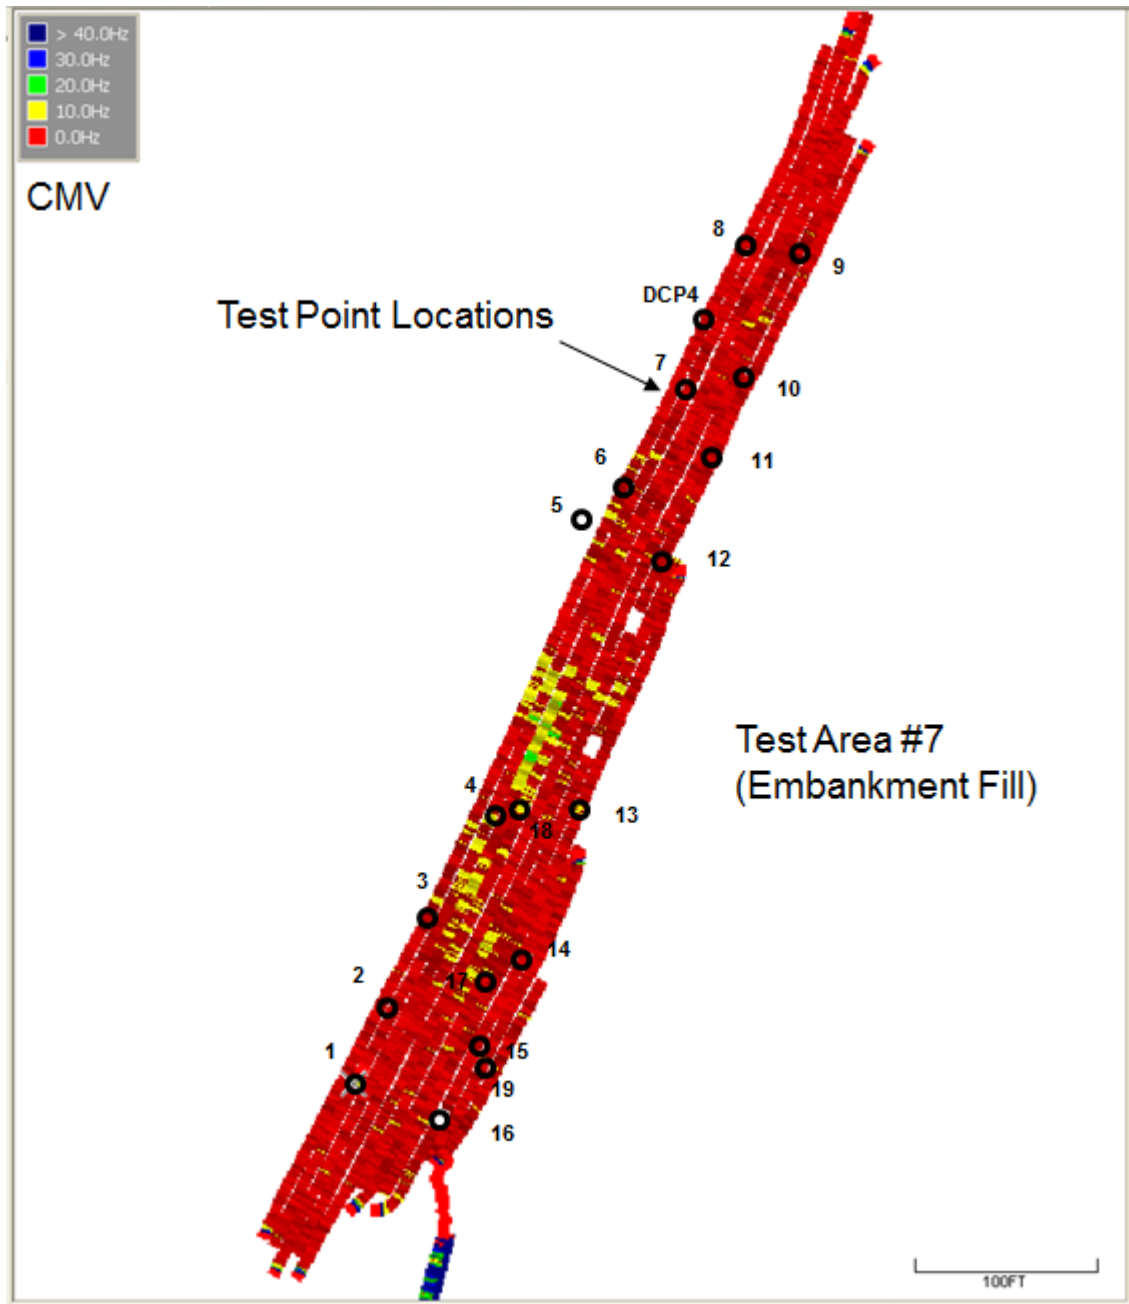 > 40.0Hz
30.0Hz
20.0Hz
10.0Hz
0.0Hz
CMV
8
9
DCP4
Test Point Locations
7
10
6
11
5
12
Test Area #7
(Embankment Fill)
4
18
13
3
14
2
17
1
15
19
16
100FT